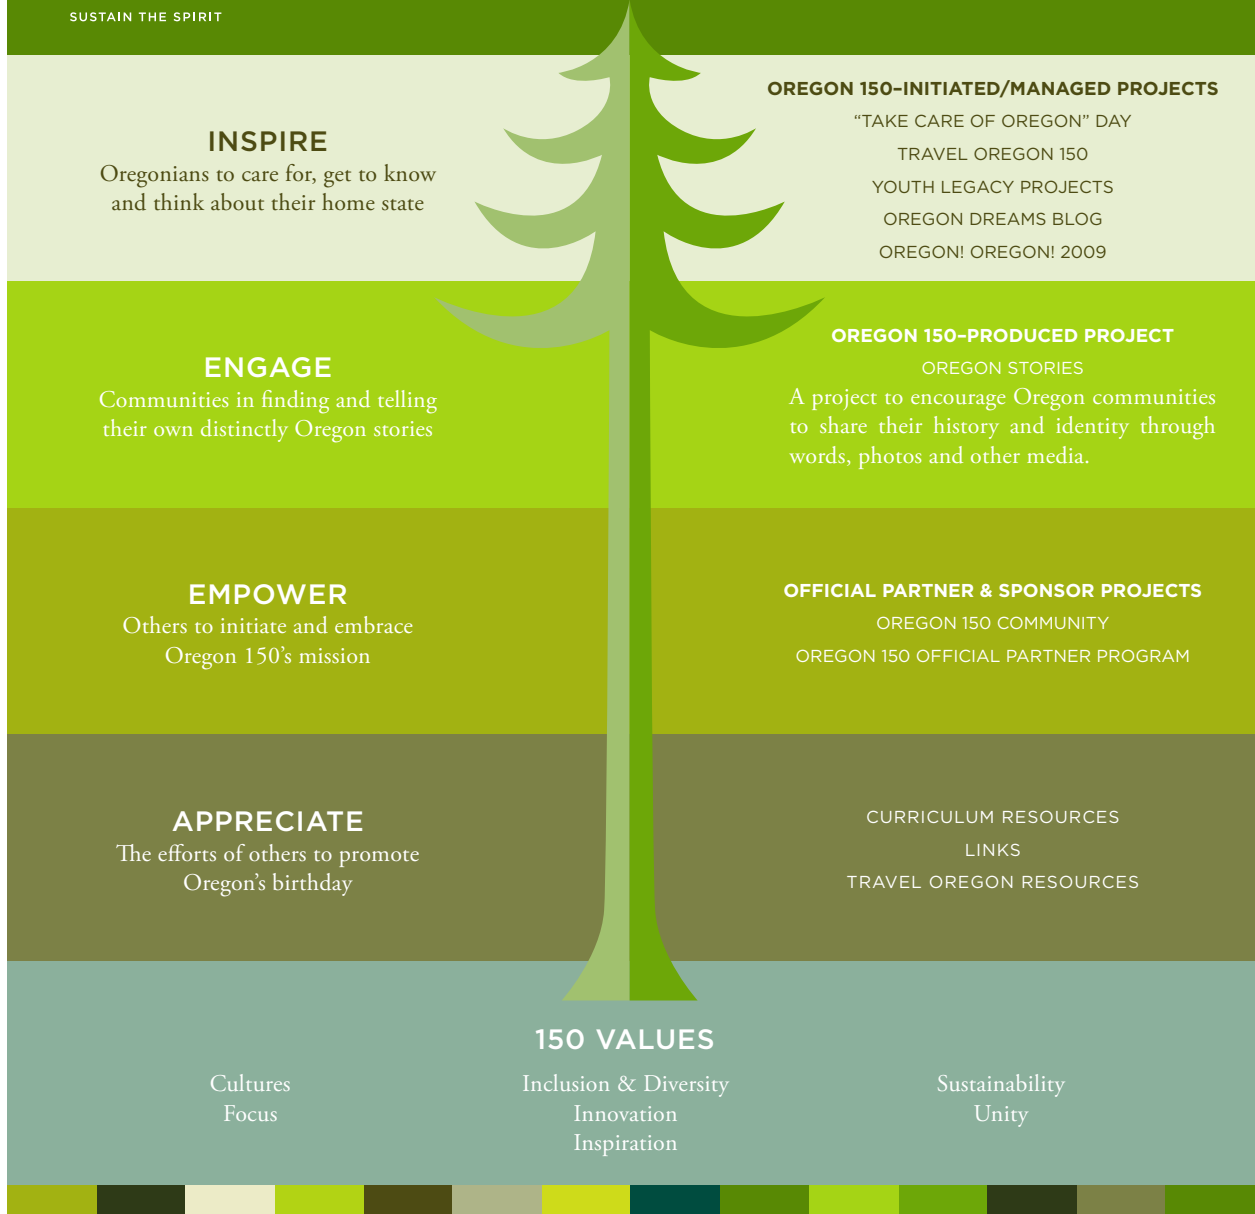 SUSTAIN THE SPIRIT
INSPIRE
Oregonians to care for, get to know
and think about their home state
OREGON 150–INITIATED/MANAGED PROJECTS
“TAKE CARE OF OREGON” DAY
TRAVEL OREGON 150
YOUTH LEGACY PROJECTS
OREGON DREAMS BLOG
OREGON! OREGON! 2009
ENGAGE
Communities in finding and telling
their own distinctly Oregon stories
OREGON 150–PRODUCED PROJECT
OREGON STORIES
A project to encourage Oregon communities
to share their history and identity through
words, photos and other media.
EMPOWER
Others to initiate and embrace
Oregon 150’s mission
OFFICIAL PARTNER & SPONSOR PROJECTS
OREGON 150 COMMUNITY
OREGON 150 OFFICIAL PARTNER PROGRAM
APPRECIATE
The efforts of others to promote
Oregon’s birthday
CURRICULUM RESOURCES
LINKS
TRAVEL OREGON RESOURCES
150 VALUES
Cultures
Focus
Inclusion & Diversity
Innovation
Inspiration
Sustainability
Unity